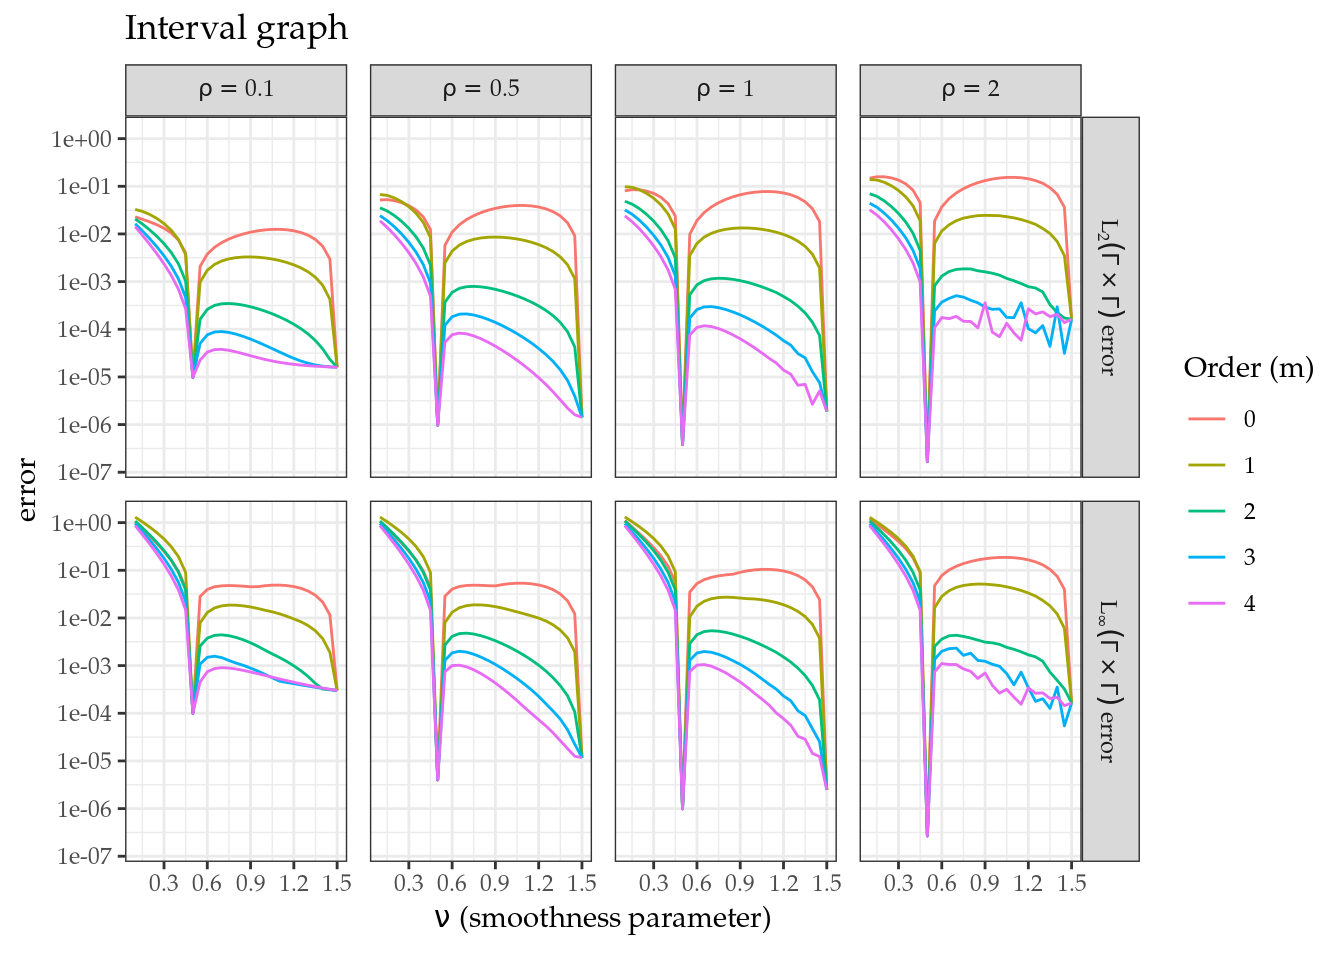 Interval graph
ρ = 0.1 ρ = 0.5 ρ = 1 ρ = 2
1e+00
1e-01
1e-02
1e-03
1e-04
1e-05
1e-06
1e-07
L₂(Γ × Γ) error
1e+00
1e-01
1e-02
1e-03
1e-04
1e-05
1e-06
1e-07
L∞(Γ × Γ) error
0.3 0.6 0.9 1.2 1.5 0.3 0.6 0.9 1.2 1.5 0.3 0.6 0.9 1.2 1.5 0.3 0.6 0.9 1.2 1.5
ν (smoothness parameter)
error
Order (m)
0
1
2
3
4